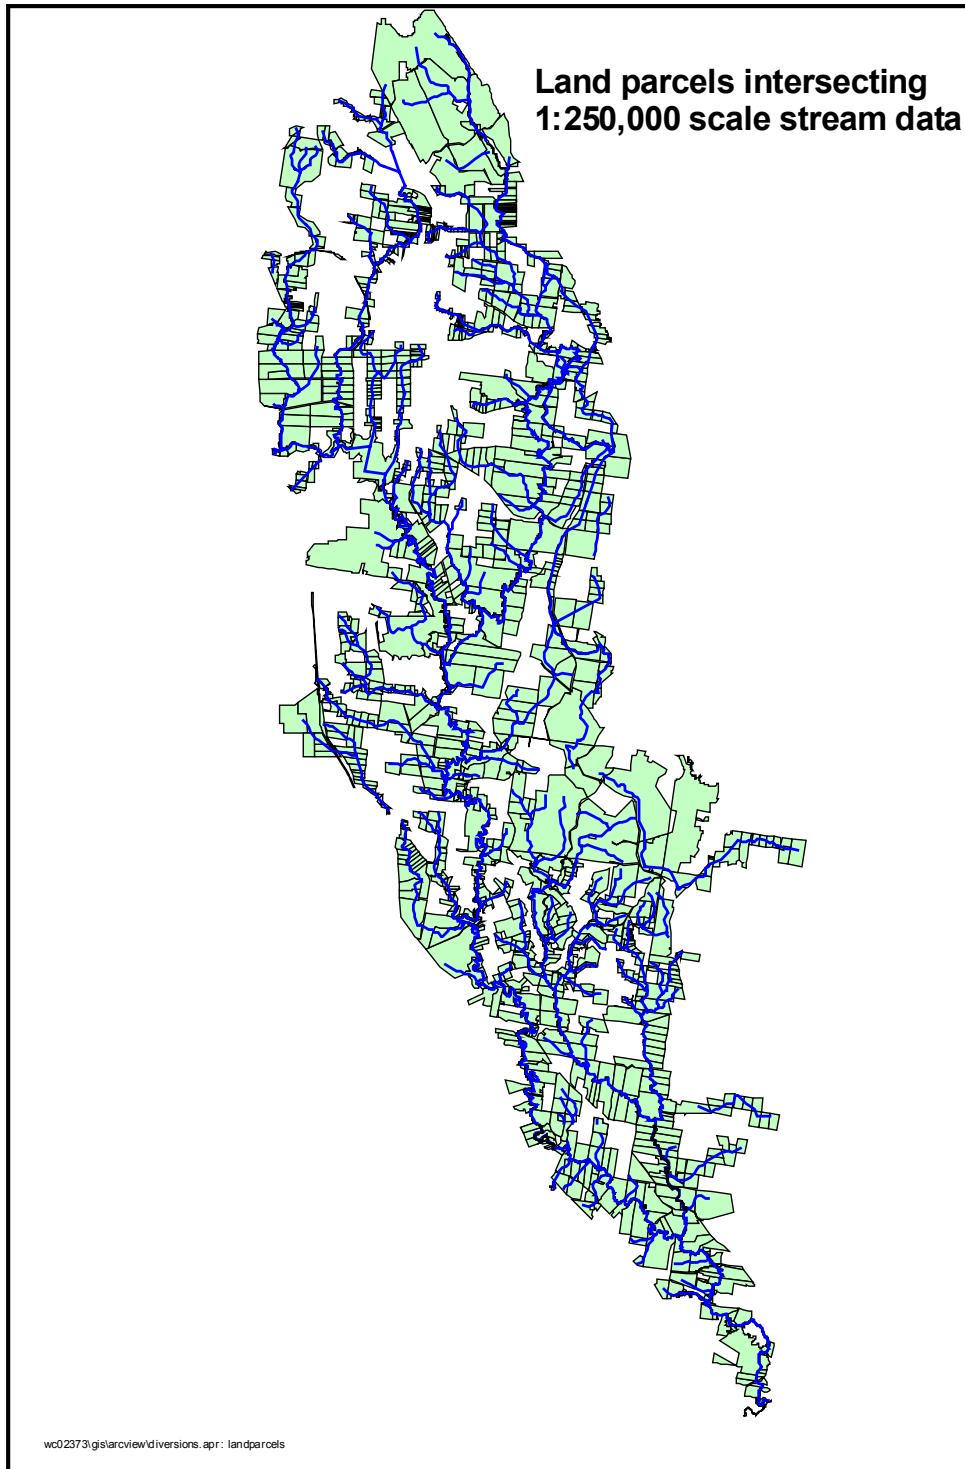 Land parcels intersecting
1:250,000 scale stream data
wc02373\gis\arcview\diversions.apr: landparcels